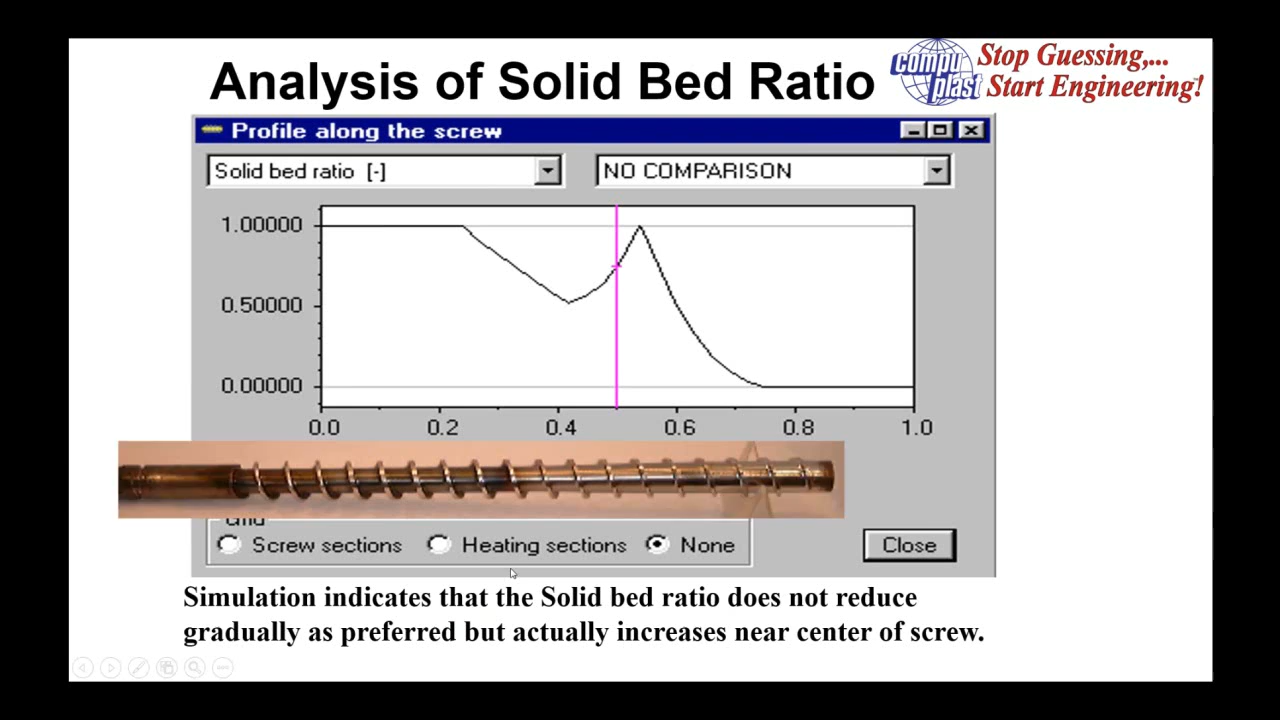 Analysis of Solid Bed Ratio
compu
plast
Stop Guessing,...
Start Engineering!
Profile along the screw
Solid bed ratio [-]
NO COMPARISON
1.00000
0.50000
0.00000
0.0 0.2 0.4 0.6 0.8 1.0
Grid
Screw sections Heating sections None
Close
Simulation indicates that the Solid bed ratio does not reduce
gradually as preferred but actually increases near center of screw.